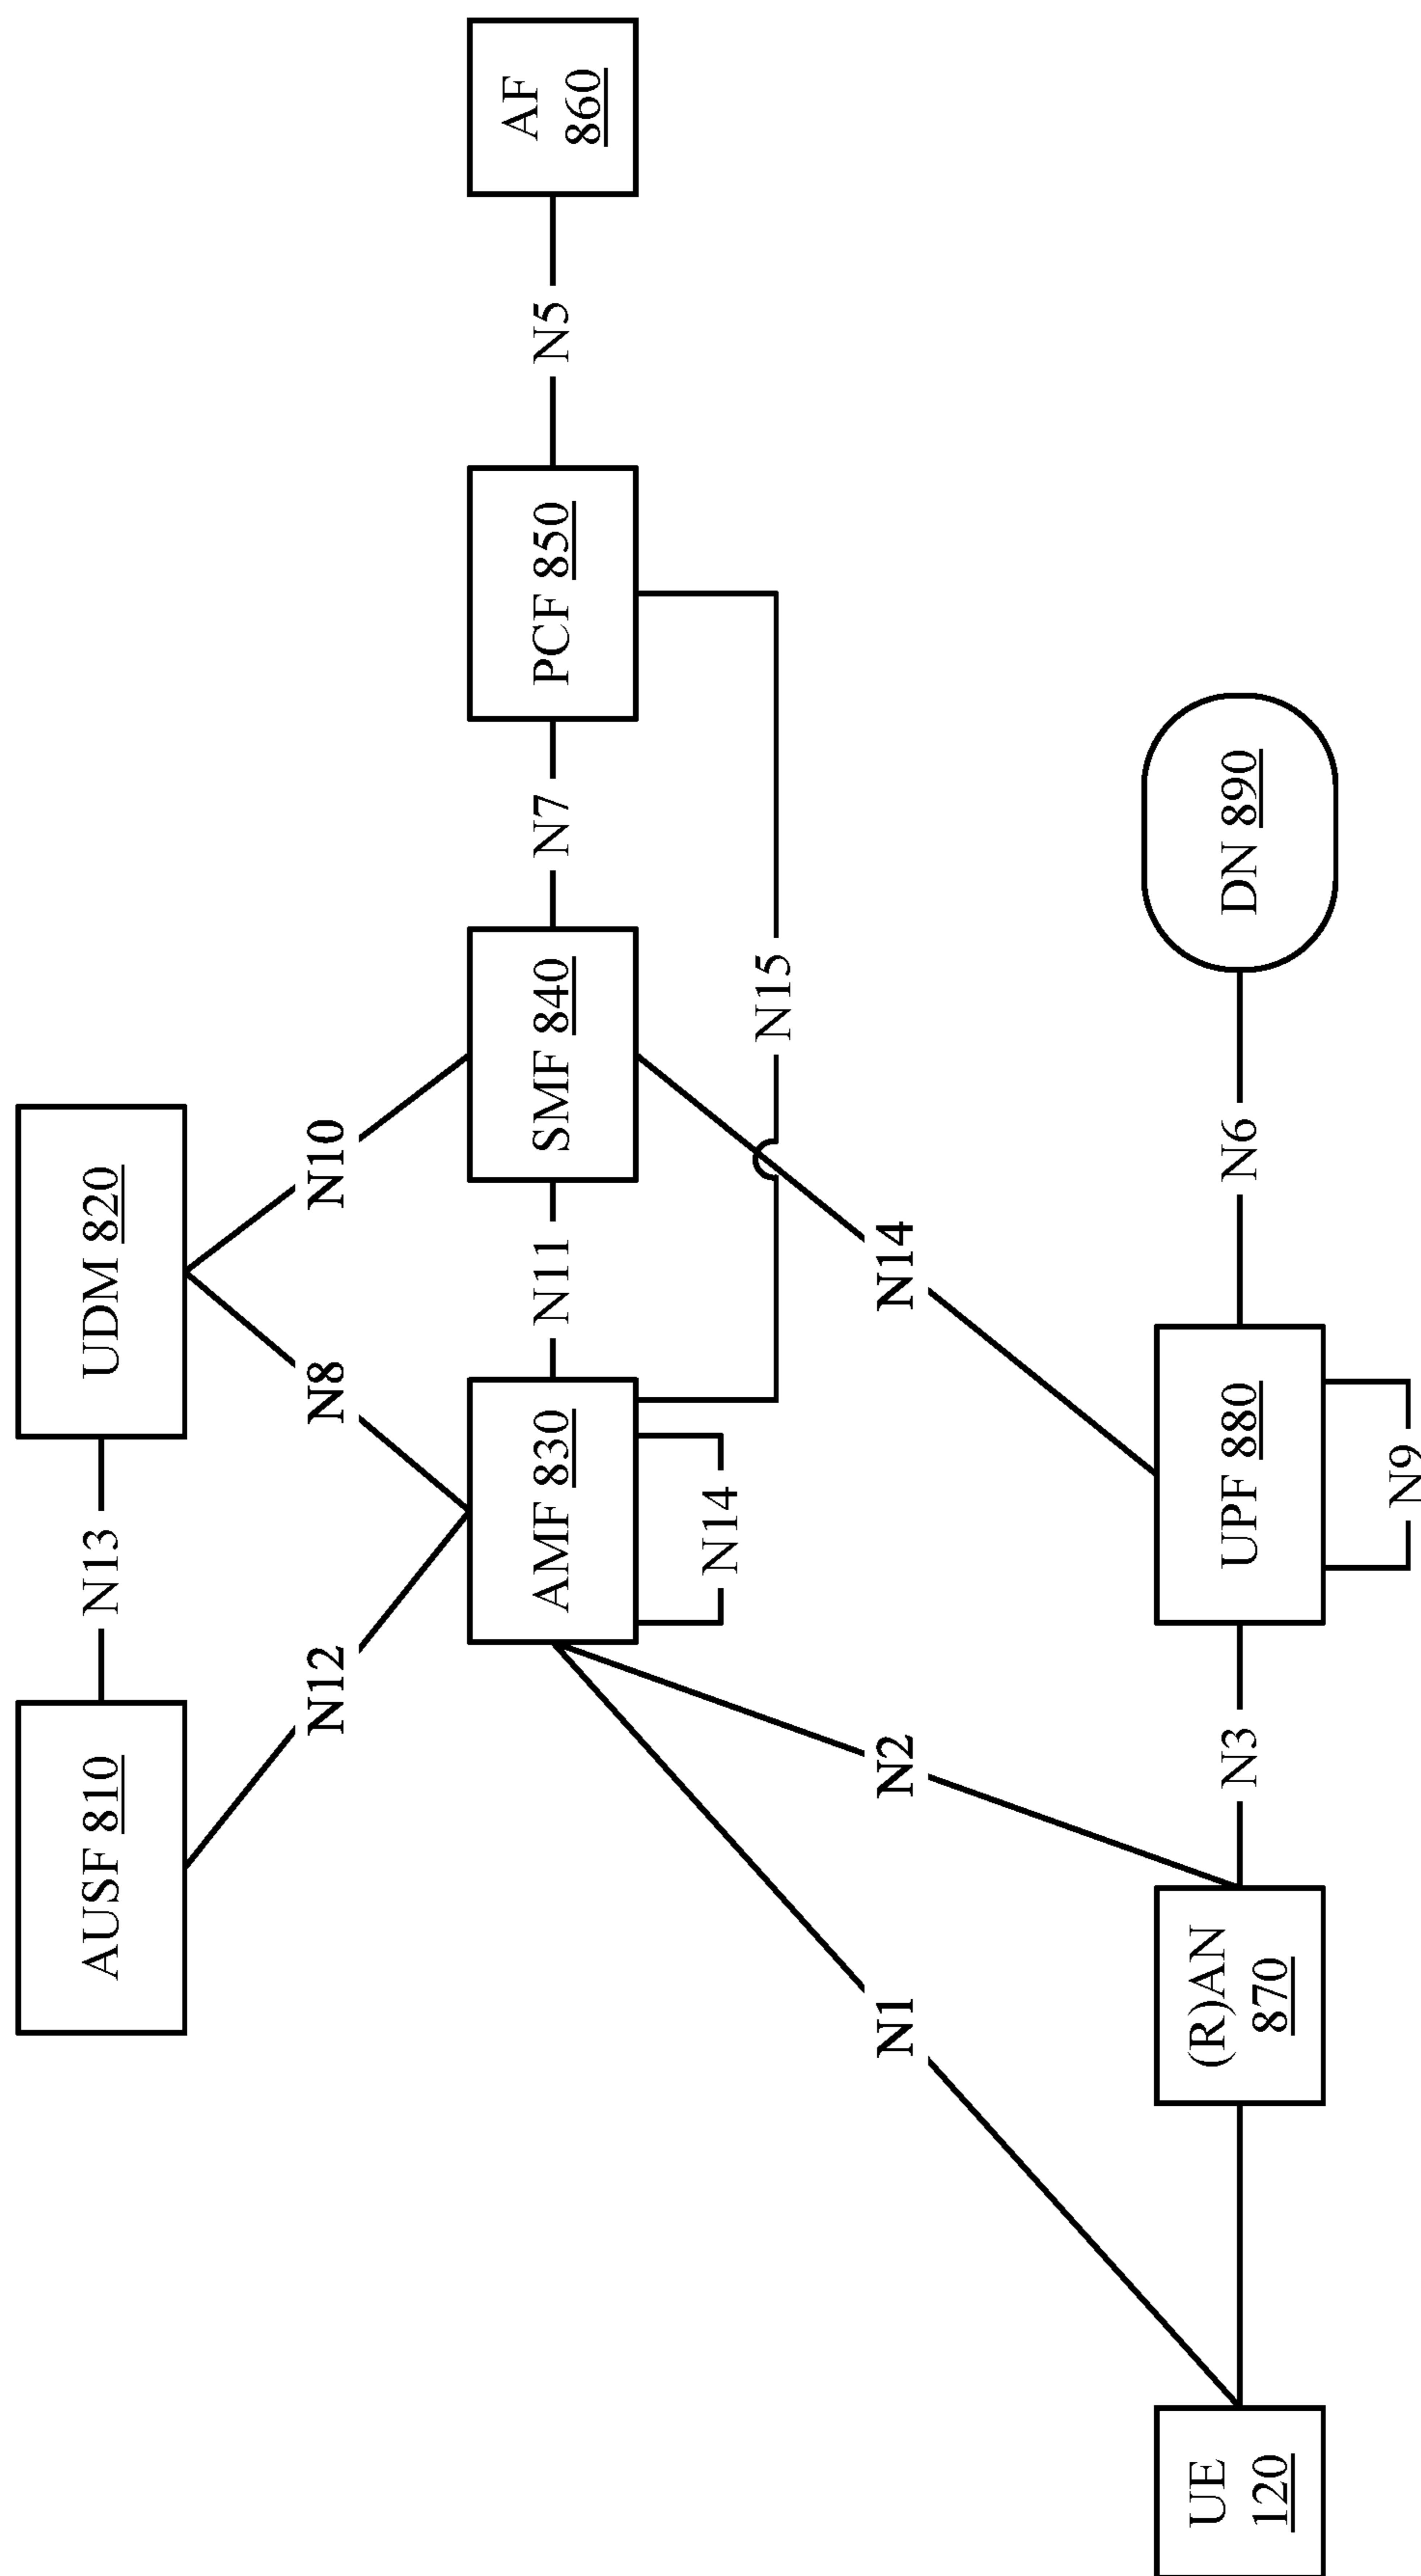 AUSF 810
N13
UDM 820
N12
N8
N10
AMF 830
N11
SMF 840
N7
PCF 850
N5
AF
860
N14
N15
N1
N2
N14
UE
120
(R)AN
870
N3
UPF 880
N6
DN 890
N9